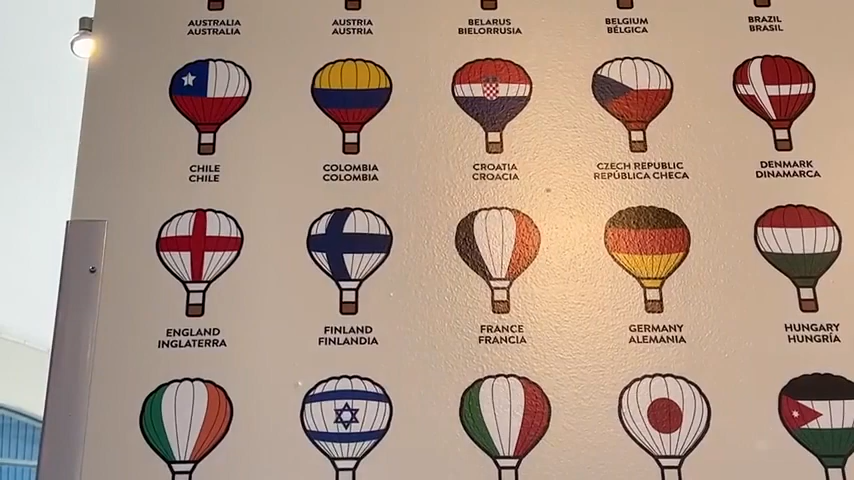 AUSTRALIA
AUSTRALIA
AUSTRIA
AUSTRIA
BELARUS
BIELORRUSIA
BELGIUM
BÉLGICA
BRAZIL
BRASIL
CHILE
CHILE
COLOMBIA
COLOMBIA
CROATIA
CROACIA
CZECH REPUBLIC
REPÚBLICA CHECA
DENMARK
DINAMARCA
ENGLAND
INGLATERRA
FINLAND
FINLANDIA
FRANCE
FRANCIA
GERMANY
ALEMANIA
HUNGARY
HUNGRÍA